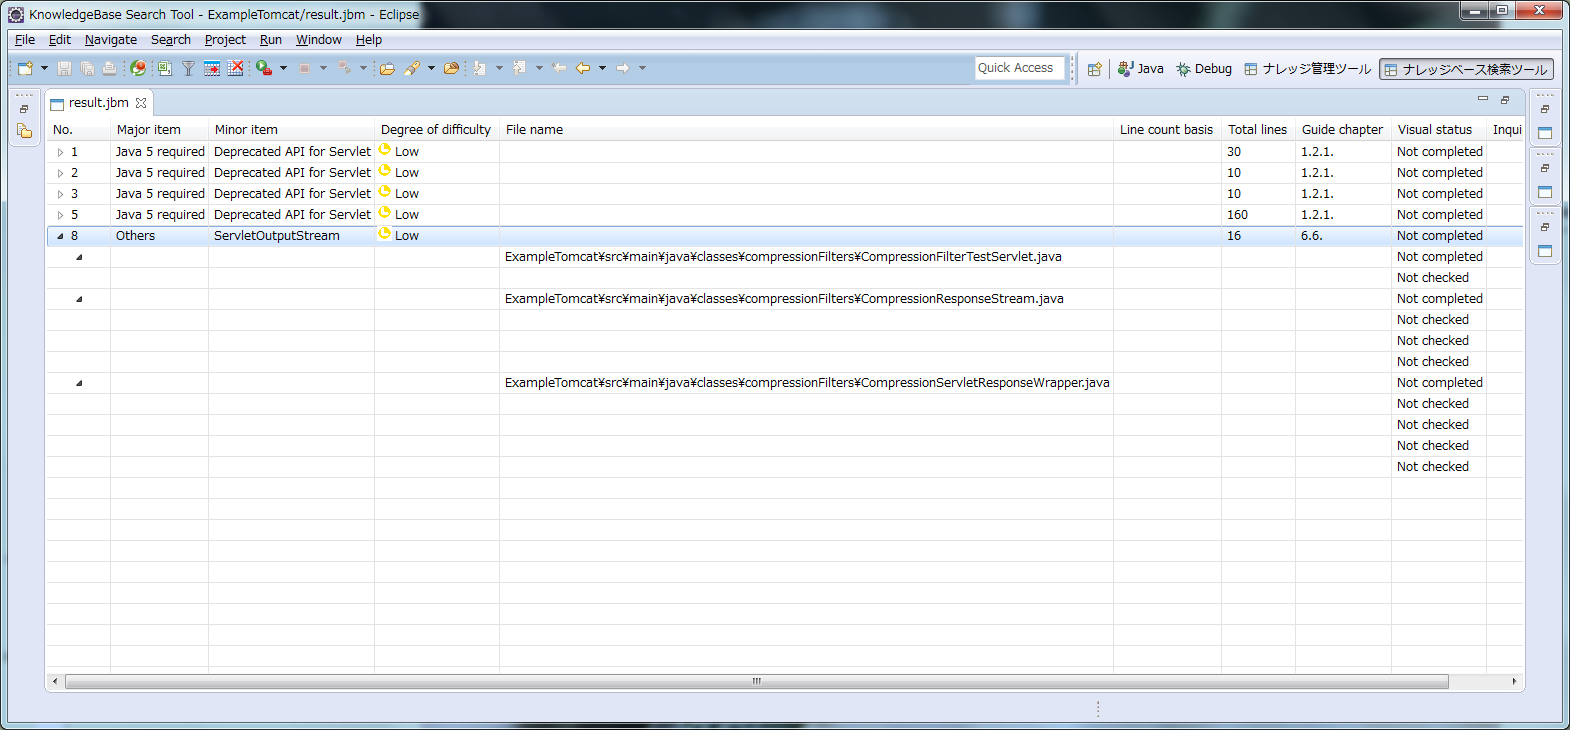 KnowledgeBase Search Tool - ExampleTomcat/result.jbm - Eclipse
File Edit Navigate Search Project Run Window Help
Quick Access Java Debug ナレッジ管理ツール ナレッジベース検索ツール
result.jbm
No. Major item Minor item Degree of difficulty File name Line count basis Total lines Guide chapter Visual status Inqui
1 Java 5 required Deprecated API for Servlet Low 30 1.2.1. Not completed
2 Java 5 required Deprecated API for Servlet Low 10 1.2.1. Not completed
3 Java 5 required Deprecated API for Servlet Low 10 1.2.1. Not completed
5 Java 5 required Deprecated API for Servlet Low 160 1.2.1. Not completed
8 Others ServletOutputStream Low 16 6.6. Not completed
ExampleTomcat¥src¥main¥java¥classes¥compressionFilters¥CompressionFilterTestServlet.java Not completed
Not checked
ExampleTomcat¥src¥main¥java¥classes¥compressionFilters¥CompressionResponseStream.java Not completed
Not checked
Not checked
Not checked
ExampleTomcat¥src¥main¥java¥classes¥compressionFilters¥CompressionServletResponseWrapper.java Not completed
Not checked
Not checked
Not checked
Not checked